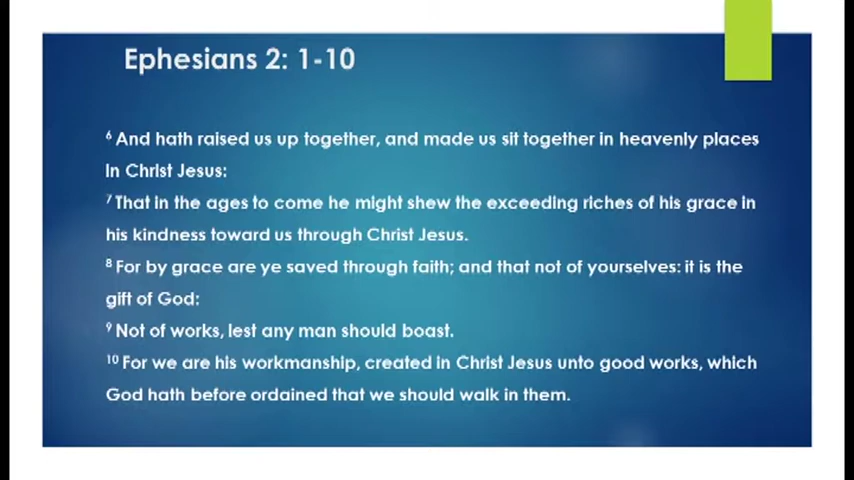 Ephesians 2: 1-10
6 And hath raised us up together, and made us sit together in heavenly places
in Christ Jesus:
7 That in the ages to come he might shew the exceeding riches of his grace in
his kindness toward us through Christ Jesus.
8 For by grace are ye saved through faith; and that not of yourselves: it is the
gift of God:
9 Not of works, lest any man should boast.
10 For we are his workmanship, created in Christ Jesus unto good works, which
God hath before ordained that we should walk in them.